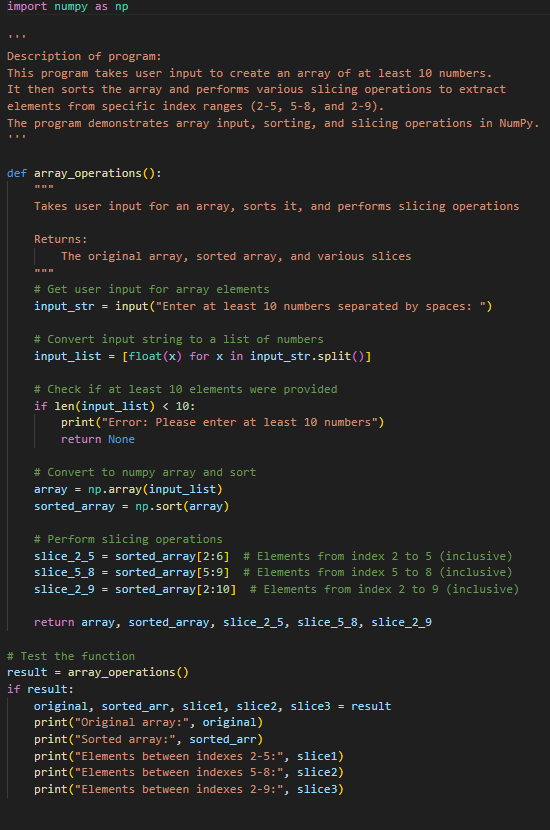 import numpy as np
'''
Description of program:
This program takes user input to create an array of at least 10 numbers.
It then sorts the array and performs various slicing operations to extract
elements from specific index ranges (2-5, 5-8, and 2-9).
The program demonstrates array input, sorting, and slicing operations in NumPy.
'''
def array_operations():
    """
    Takes user input for an array, sorts it, and performs slicing operations
    Returns:
        The original array, sorted array, and various slices
    """
    # Get user input for array elements
    input_str = input("Enter at least 10 numbers separated by spaces: ")
    # Convert input string to a list of numbers
    input_list = [float(x) for x in input_str.split()]
    # Check if at least 10 elements were provided
    if len(input_list) < 10:
        print("Error: Please enter at least 10 numbers")
        return None
    # Convert to numpy array and sort
    array = np.array(input_list)
    sorted_array = np.sort(array)
    # Perform slicing operations
    slice_2_5 = sorted_array[2:6]  # Elements from index 2 to 5 (inclusive)
    slice_5_8 = sorted_array[5:9]  # Elements from index 5 to 8 (inclusive)
    slice_2_9 = sorted_array[2:10]  # Elements from index 2 to 9 (inclusive)
    return array, sorted_array, slice_2_5, slice_5_8, slice_2_9
# Test the function
result = array_operations()
if result:
    original, sorted_arr, slice1, slice2, slice3 = result
    print("Original array:", original)
    print("Sorted array:", sorted_arr)
    print("Elements between indexes 2-5:", slice1)
    print("Elements between indexes 5-8:", slice2)
    print("Elements between indexes 2-9:", slice3)